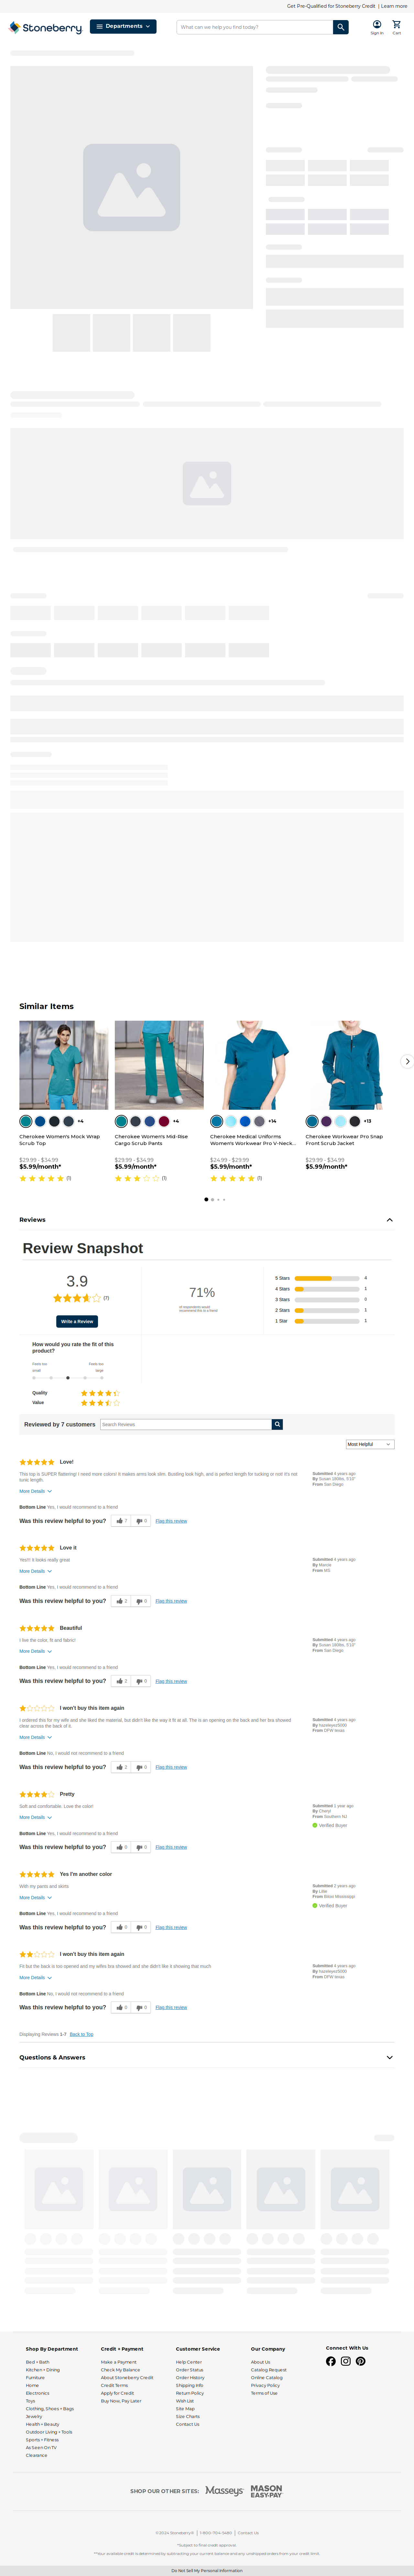 Get Pre-Qualified for Stoneberry Credit | Learn more
Stoneberry
Departments
What can we help you find today?
Sign In
Cart
Similar Items
+4
+4
+14
+13
Cherokee Women's Mock Wrap Scrub Top
Cherokee Women's Mid-Rise Cargo Scrub Pants
Cherokee Medical Uniforms Women's Workwear Pro V-Neck...
Cherokee Workwear Pro Snap Front Scrub Jacket
$29.99 - $34.99
$29.99 - $34.99
$24.99 - $29.99
$29.99 - $34.99
$5.99/month*
$5.99/month*
$5.99/month*
$5.99/month*
(1)
(1)
(1)
Reviews
Review Snapshot
3.9
(7)
Write a Review
71%
of respondents would recommend this to a friend
5 Stars 4
4 Stars 1
3 Stars 0
2 Stars 1
1 Star 1
How would you rate the fit of this product?
Feels too small
Feels too large
Quality
Value
Reviewed by 7 customers
Search Reviews
Most Helpful
Love!
Submitted 4 years ago
By Susan 160lbs, 5'10"
From San Diego
This top is SUPER flattering! I need more colors! It makes arms look slim. Bustling look high, and is perfect length for tucking or not! It's not tunic length
More Details
Bottom Line Yes, I would recommend to a friend
Was this review helpful to you? 7 0 Flag this review
Love it
Submitted 4 years ago
By Marcie
From MS
Yes!!! It looks really great
More Details
Bottom Line Yes, I would recommend to a friend
Was this review helpful to you? 2 0 Flag this review
Beautiful
Submitted 4 years ago
By Susan 160lbs, 5'10"
From San Diego
I live the color, fit and fabric!
More Details
Bottom Line Yes, I would recommend to a friend
Was this review helpful to you? 2 0 Flag this review
I won't buy this item again
Submitted 4 years ago
By hazeleyez5000
From DFW texas
I ordered this for my wife and she liked the material, but didn't like the way it fit at all. The is an opening on the back and her bra showed clear across the back of it.
More Details
Bottom Line No, I would not recommend to a friend
Was this review helpful to you? 2 0 Flag this review
Pretty
Submitted 1 year ago
By Cheryl
From Southern NJ
Verified Buyer
Soft and comfortable. Love the color!
More Details
Bottom Line Yes, I would recommend to a friend
Was this review helpful to you? 0 0 Flag this review
Yes I'm another color
Submitted 2 years ago
By Lillie
From Biloxi Mississippi
Verified Buyer
With my pants and skirts
More Details
Bottom Line Yes, I would recommend to a friend
Was this review helpful to you? 0 0 Flag this review
I won't buy this item again
Submitted 4 years ago
By hazeleyez5000
From DFW texas
Fit but the back is too opened and my wifes bra showed and she didn't like it showing that much
More Details
Bottom Line No, I would not recommend to a friend
Was this review helpful to you? 0 0 Flag this review
Displaying Reviews 1-7 Back to Top
Questions & Answers
Shop By Department
Bed + Bath
Kitchen + Dining
Furniture
Home
Electronics
Toys
Clothing, Shoes + Bags
Jewelry
Health + Beauty
Outdoor Living + Tools
Sports + Fitness
As Seen On TV
Clearance
Credit + Payment
Make a Payment
Check My Balance
About Stoneberry Credit
Credit Terms
Apply for Credit
Buy Now, Pay Later
Customer Service
Help Center
Order Status
Order History
Shipping Info
Return Policy
Wish List
Site Map
Size Charts
Contact Us
Our Company
About Us
Catalog Request
Online Catalog
Privacy Policy
Terms of Use
Connect With Us
SHOP OUR OTHER SITES: Masseys MASON EASY-PAY
©2024 Stoneberry® | 1-800-704-5480 | Contact Us
*Subject to final credit approval.
**Your available credit is determined by subtracting your current balance and any unshipped orders from your credit limit.
Do Not Sell My Personal Information